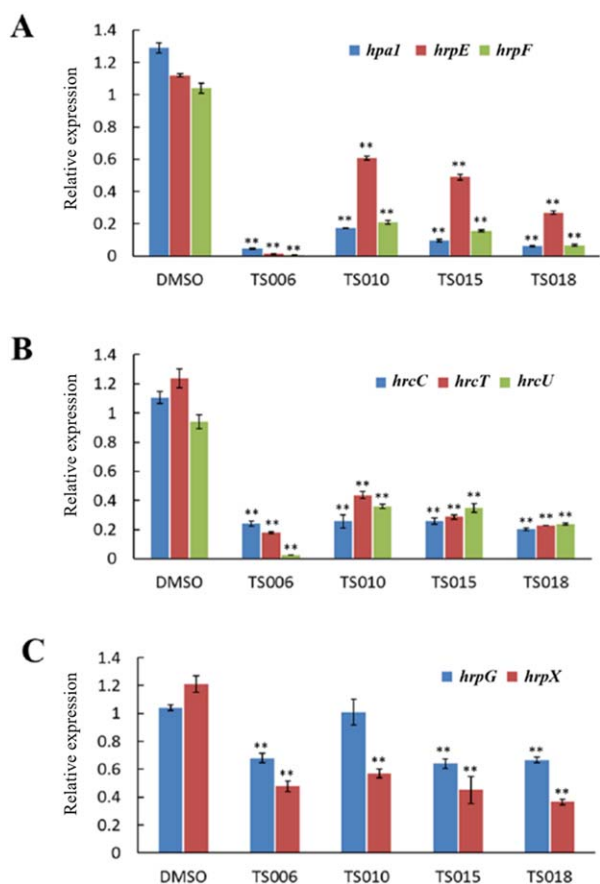 A
hpa1 hrpE hrpF
Relative expression
1.4
1.2
1
0.8
0.6
0.4
0.2
0
** ** **
** ** **
** ** **
** ** **
DMSO TS006 TS010 TS015 TS018
B
hrcC hrcT hrcU
Relative expression
1.4
1.2
1
0.8
0.6
0.4
0.2
0
** ** **
** ** **
** ** **
** ** **
DMSO TS006 TS010 TS015 TS018
C
hrpG hrpX
Relative expression
1.4
1.2
1
0.8
0.6
0.4
0.2
0
** **
**
** **
** **
DMSO TS006 TS010 TS015 TS018